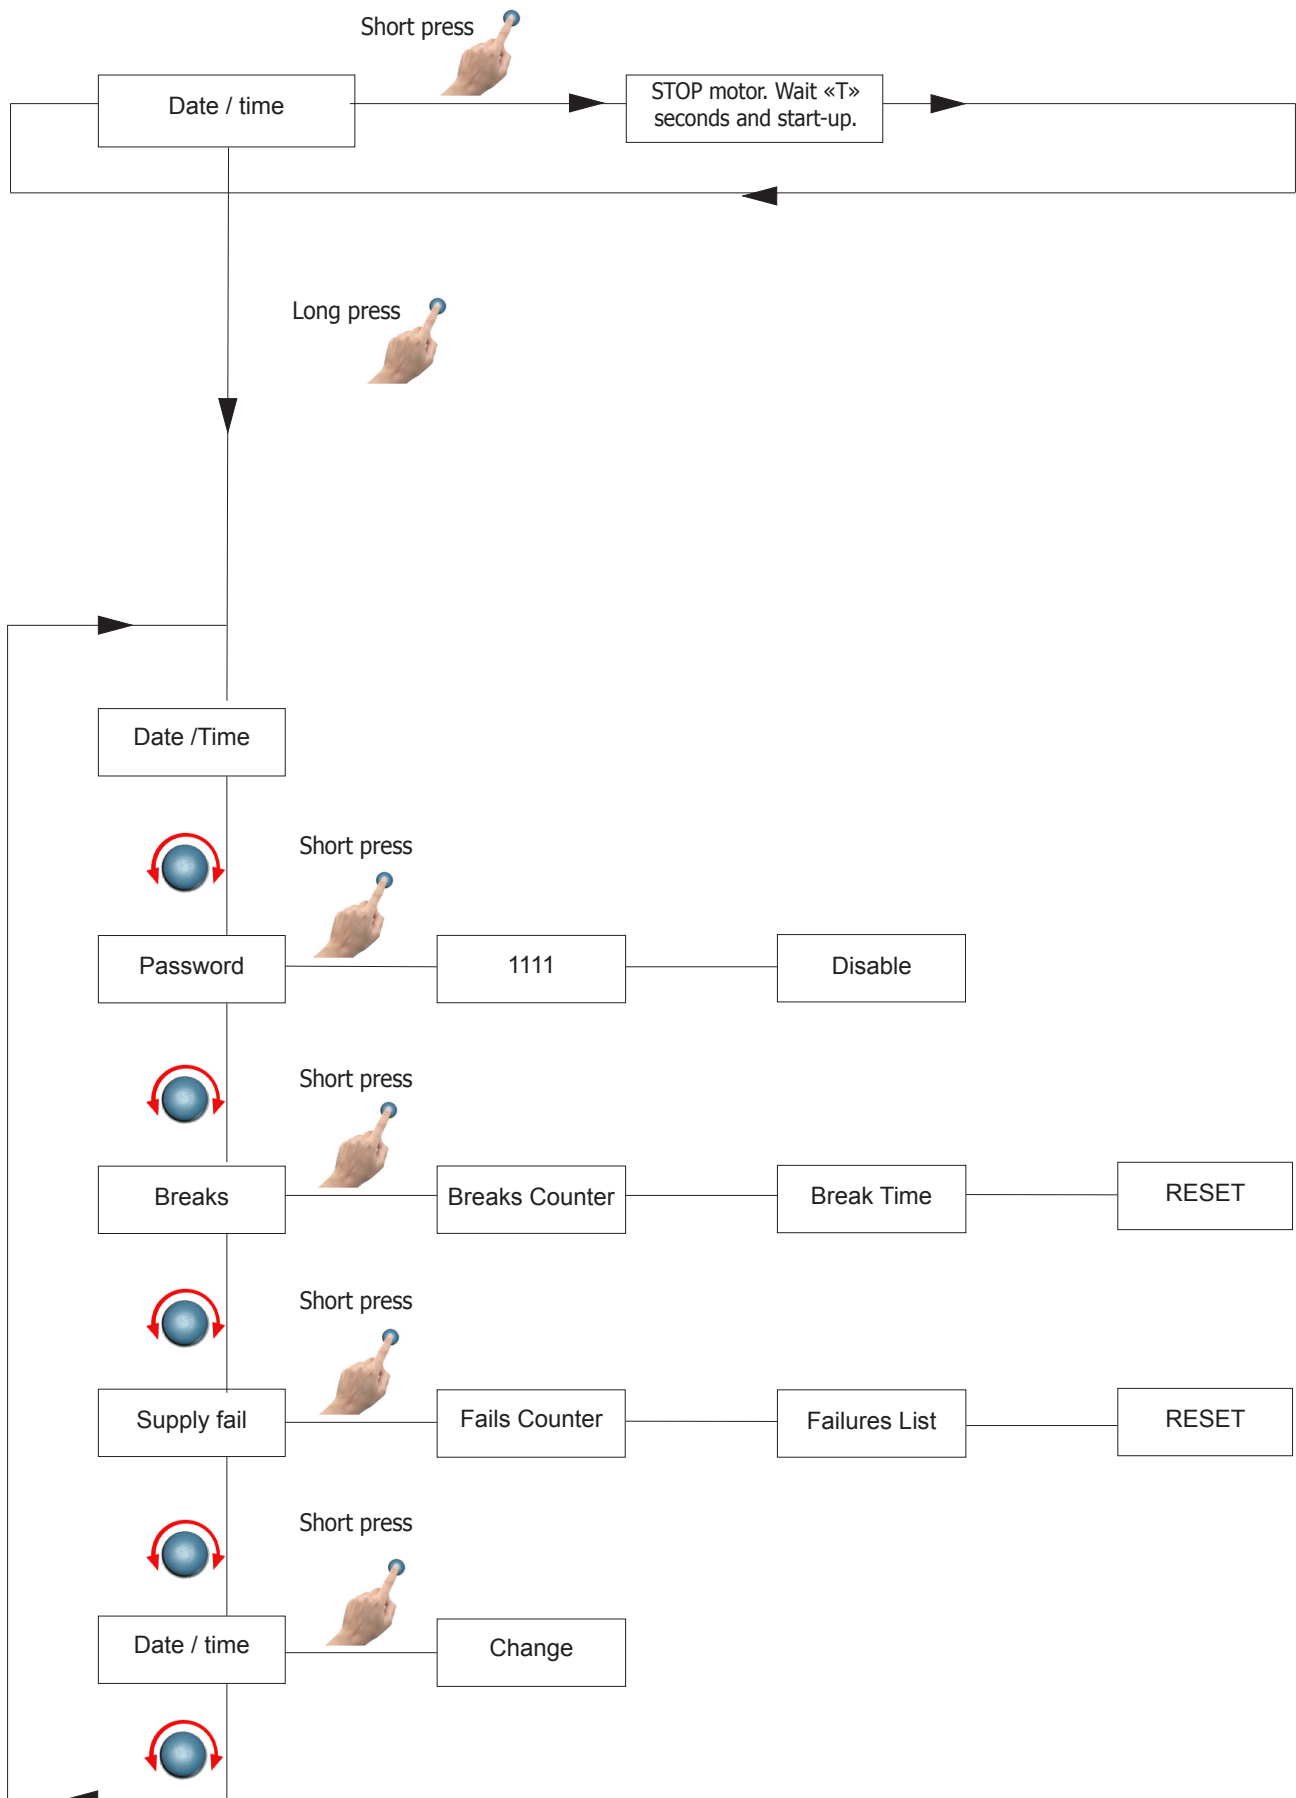 Short press
Date / time
STOP motor. Wait «T»
seconds and start-up.
Long press
Date /Time
Short press
Password
1111
Disable
Short press
Breaks
Breaks Counter
Break Time
RESET
Short press
Supply fail
Fails Counter
Failures List
RESET
Short press
Date / time
Change